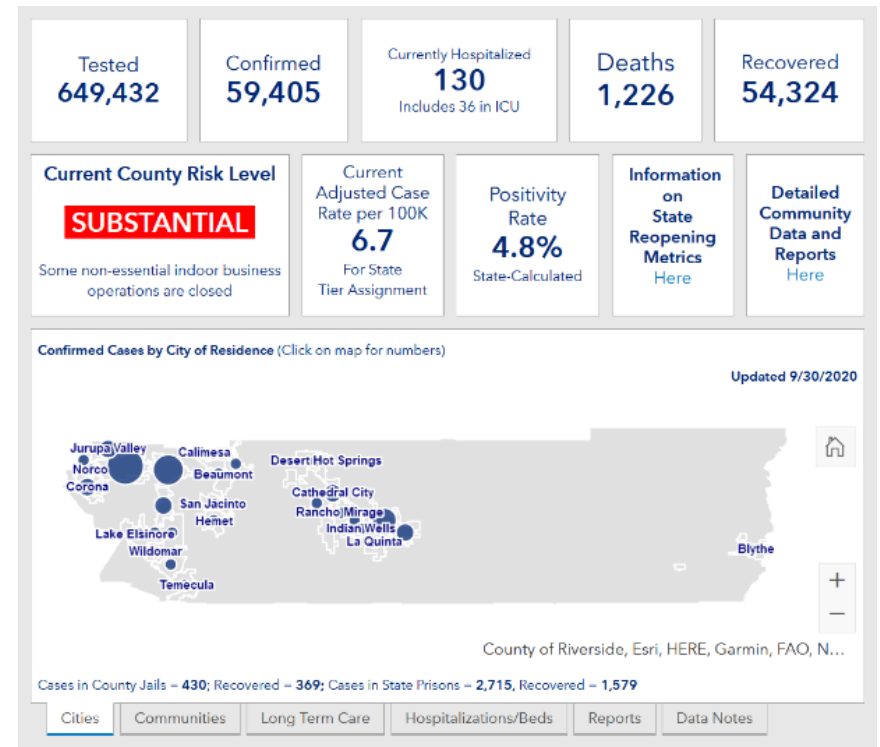 Tested
649,432
Confirmed
59,405
Currently Hospitalized
130
Includes 36 in ICU
Deaths
1,226
Recovered
54,324
Current County Risk Level
SUBSTANTIAL
Some non-essential indoor business
operations are closed
Current
Adjusted Case
Rate per 100K
6.7
For State
Tier Assignment
Positivity
Rate
4.8%
State-Calculated
Information
on
State
Reopening
Metrics
Here
Detailed
Community
Data and
Reports
Here
Confirmed Cases by City of Residence (Click on map for numbers)
Updated 9/30/2020
Jurupa Valley
Calimesa
Norco
Beaumont
Desert Hot Springs
Corona
Cathedral City
San Jacinto
Rancho Mirage
Hemet
Indian Wells
Lake Elsinore
La Quinta
Wildomar
Blythe
Temecula
+
−
County of Riverside, Esri, HERE, Garmin, FAO, N...
Cases in County Jails – 430; Recovered – 369; Cases in State Prisons – 2,715, Recovered – 1,579
Cities
Communities
Long Term Care
Hospitalizations/Beds
Reports
Data Notes